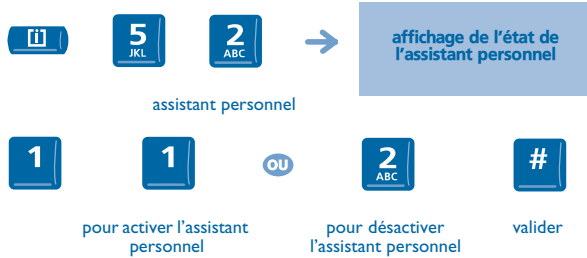 [i]
5
JKL
2
ABC
affichage de l'état de
l'assistant personnel
assistant personnel
1
1
OU
2
ABC
#
pour activer l'assistant
personnel
pour désactiver
l'assistant personnel
valider